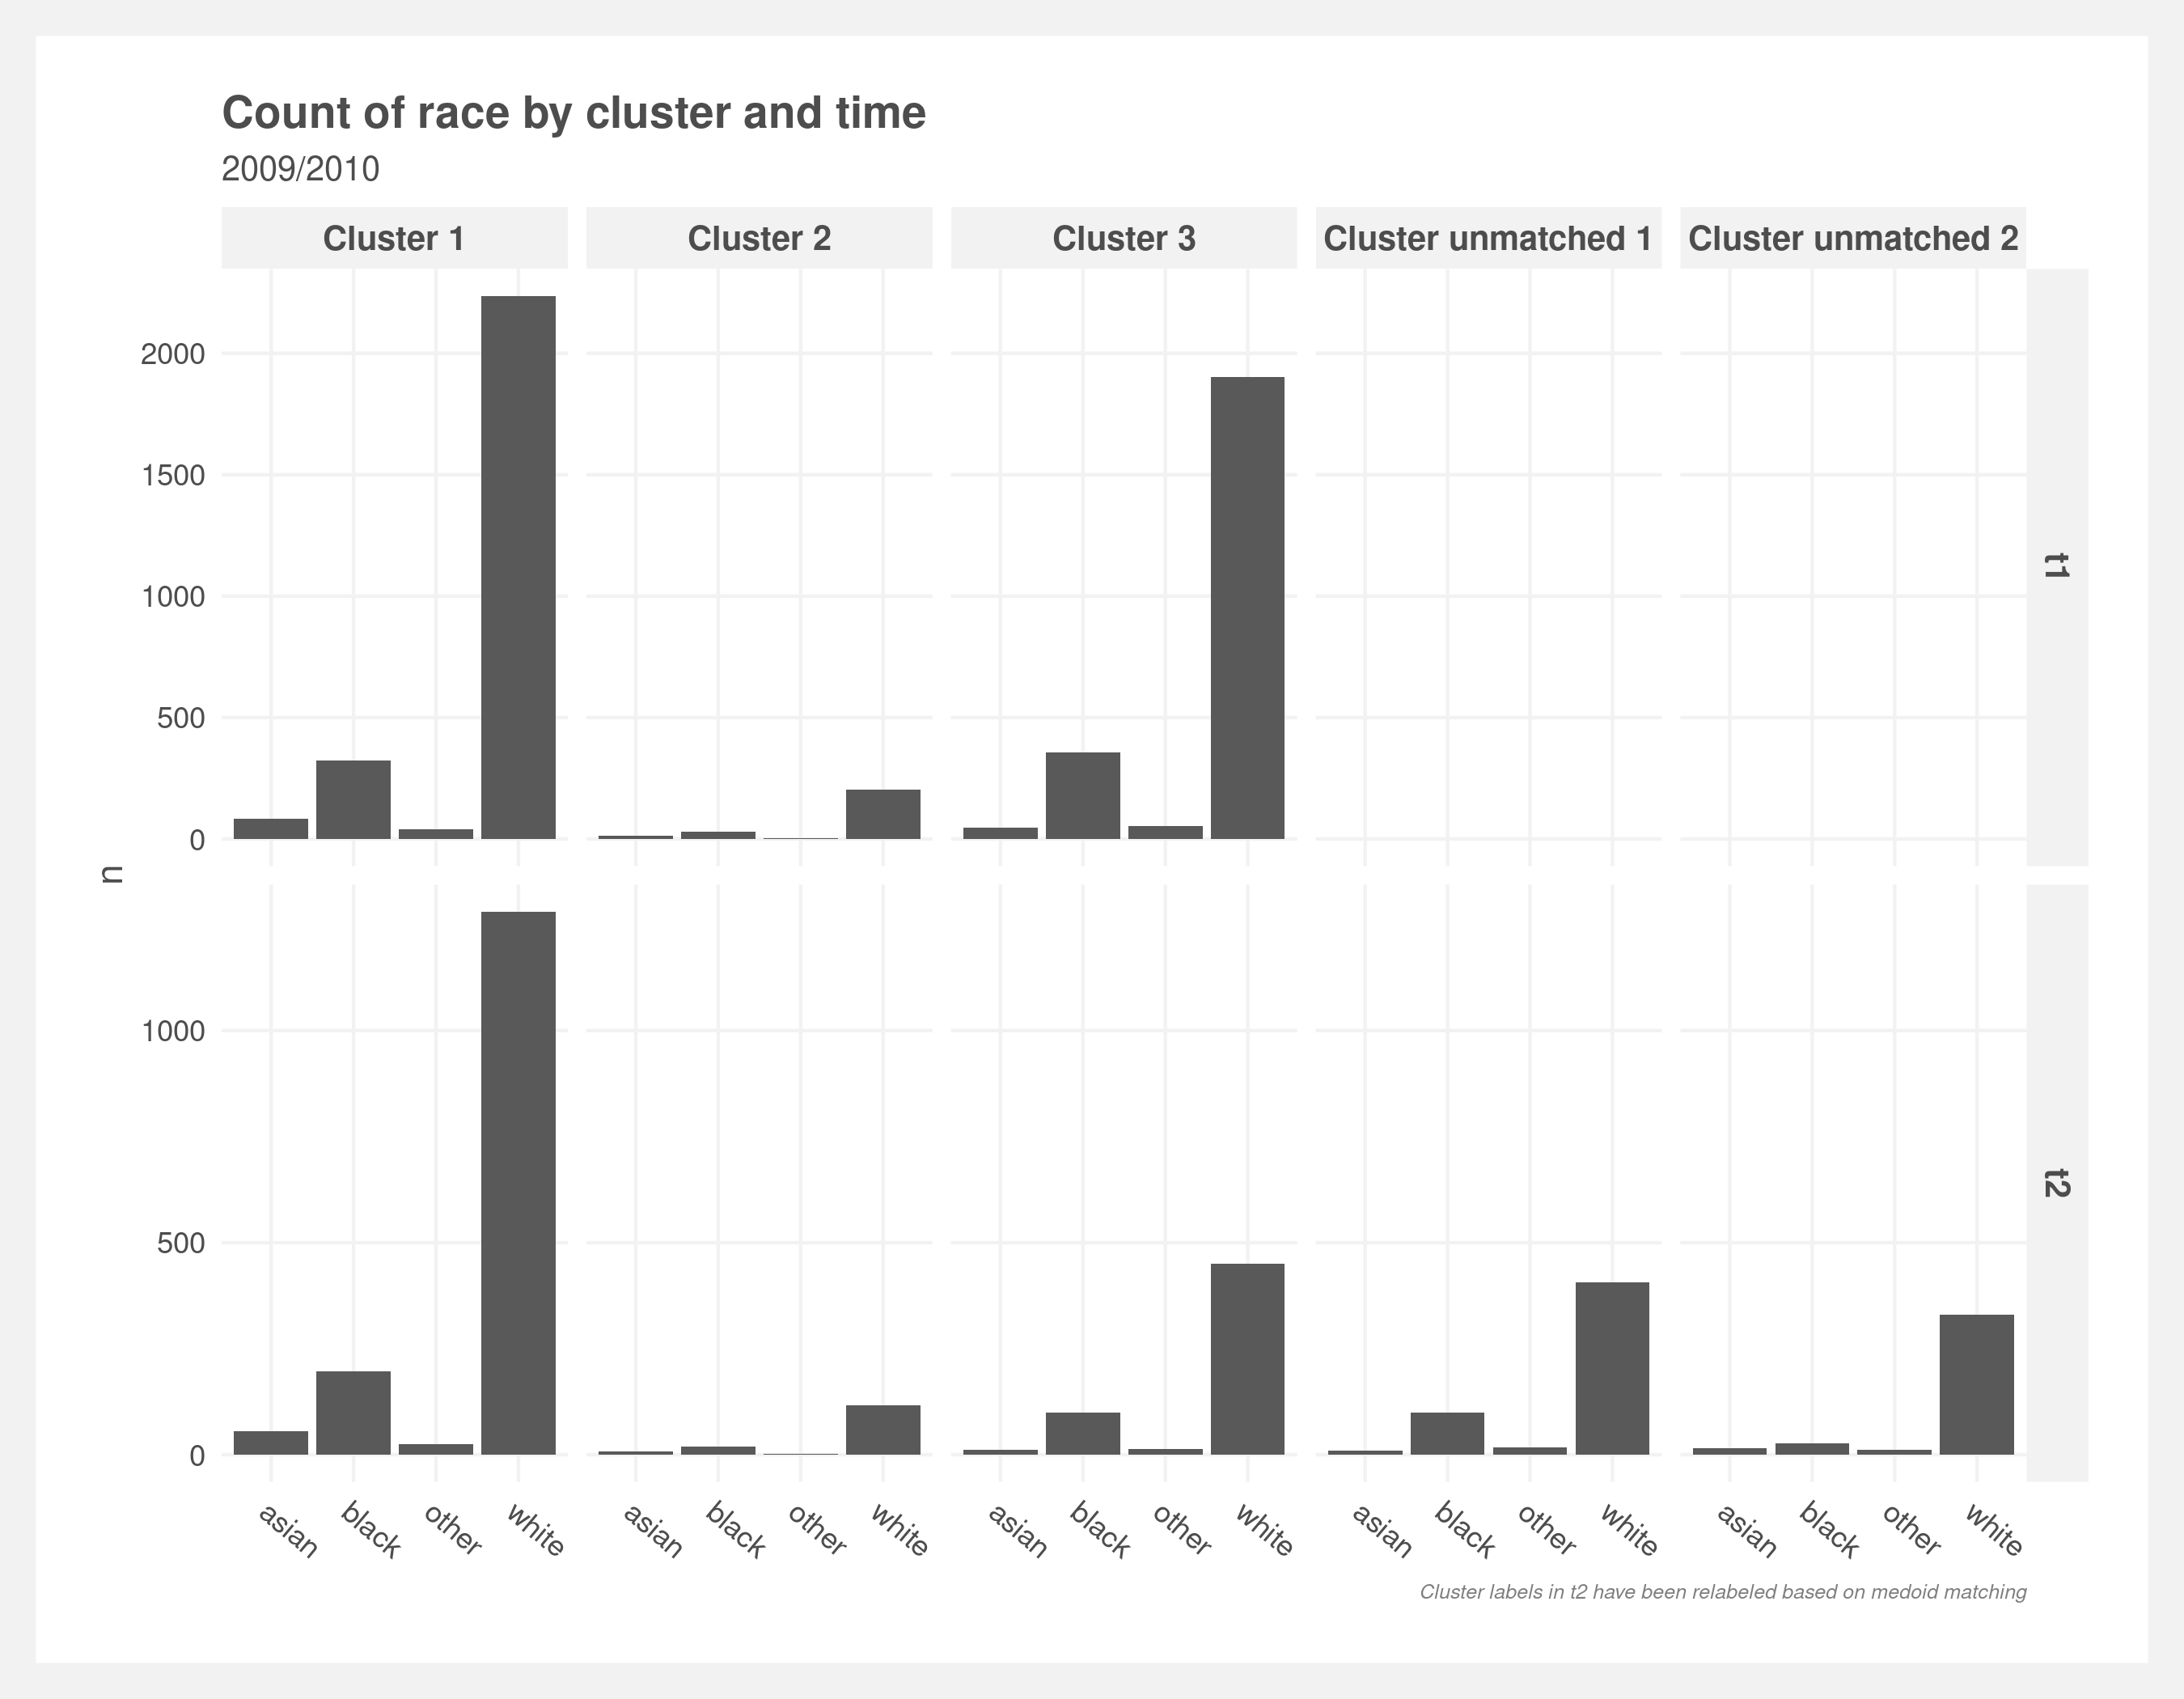 Count of race by cluster and time
2009/2010
Cluster 1 Cluster 2 Cluster 3 Cluster unmatched 1 Cluster unmatched 2
2000
1500
1000
500
0
t1
n
1000
500
0
t2
asian black other white asian black other white asian black other white asian black other white asian black other white
Cluster labels in t2 have been relabeled based on medoid matching